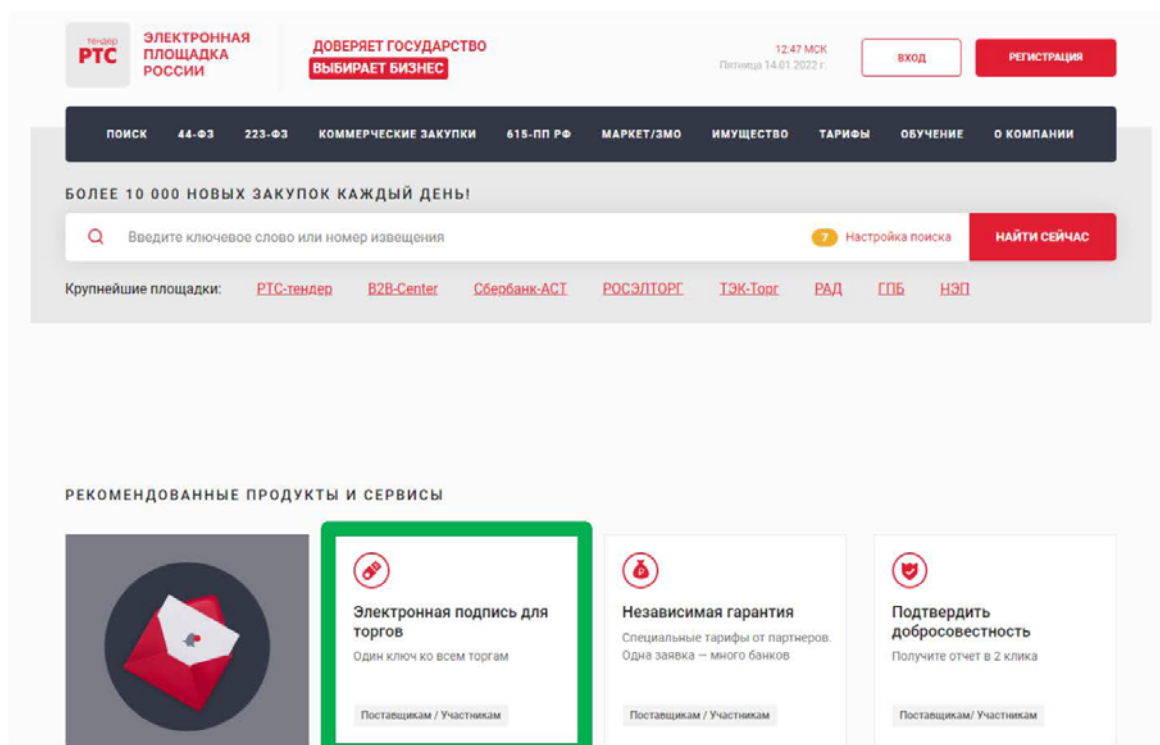 тендер
РТС
ЭЛЕКТРОННАЯ
ПЛОЩАДКА
РОССИИ
ДОВЕРЯЕТ ГОСУДАРСТВО
ВЫБИРАЕТ БИЗНЕС
12:47 МСК
Пятница 14.01.2022 г.
ВХОД
РЕГИСТРАЦИЯ
ПОИСК 44-ФЗ 223-ФЗ КОММЕРЧЕСКИЕ ЗАКУПКИ 615-ПП РФ МАРКЕТ/ЗМО ИМУЩЕСТВО ТАРИФЫ ОБУЧЕНИЕ О КОМПАНИИ
БОЛЕЕ 10 000 НОВЫХ ЗАКУПОК КАЖДЫЙ ДЕНЬ!
Введите ключевое слово или номер извещения
7 Настройка поиска
НАЙТИ СЕЙЧАС
Крупнейшие площадки: РТС-тендер B2B-Center Сбербанк-АСТ РОСЭЛТОРГ ТЭК-Торг РАД ГПБ НЭП
РЕКОМЕНДОВАННЫЕ ПРОДУКТЫ И СЕРВИСЫ
Электронная подпись для
торгов
Один ключ ко всем торгам
Поставщикам / Участникам
Независимая гарантия
Специальные тарифы от партнеров.
Одна заявка — много банков
Поставщикам / Участникам
Подтвердить
добросовестность
Получите отчет в 2 клика
Поставщикам/ Участникам